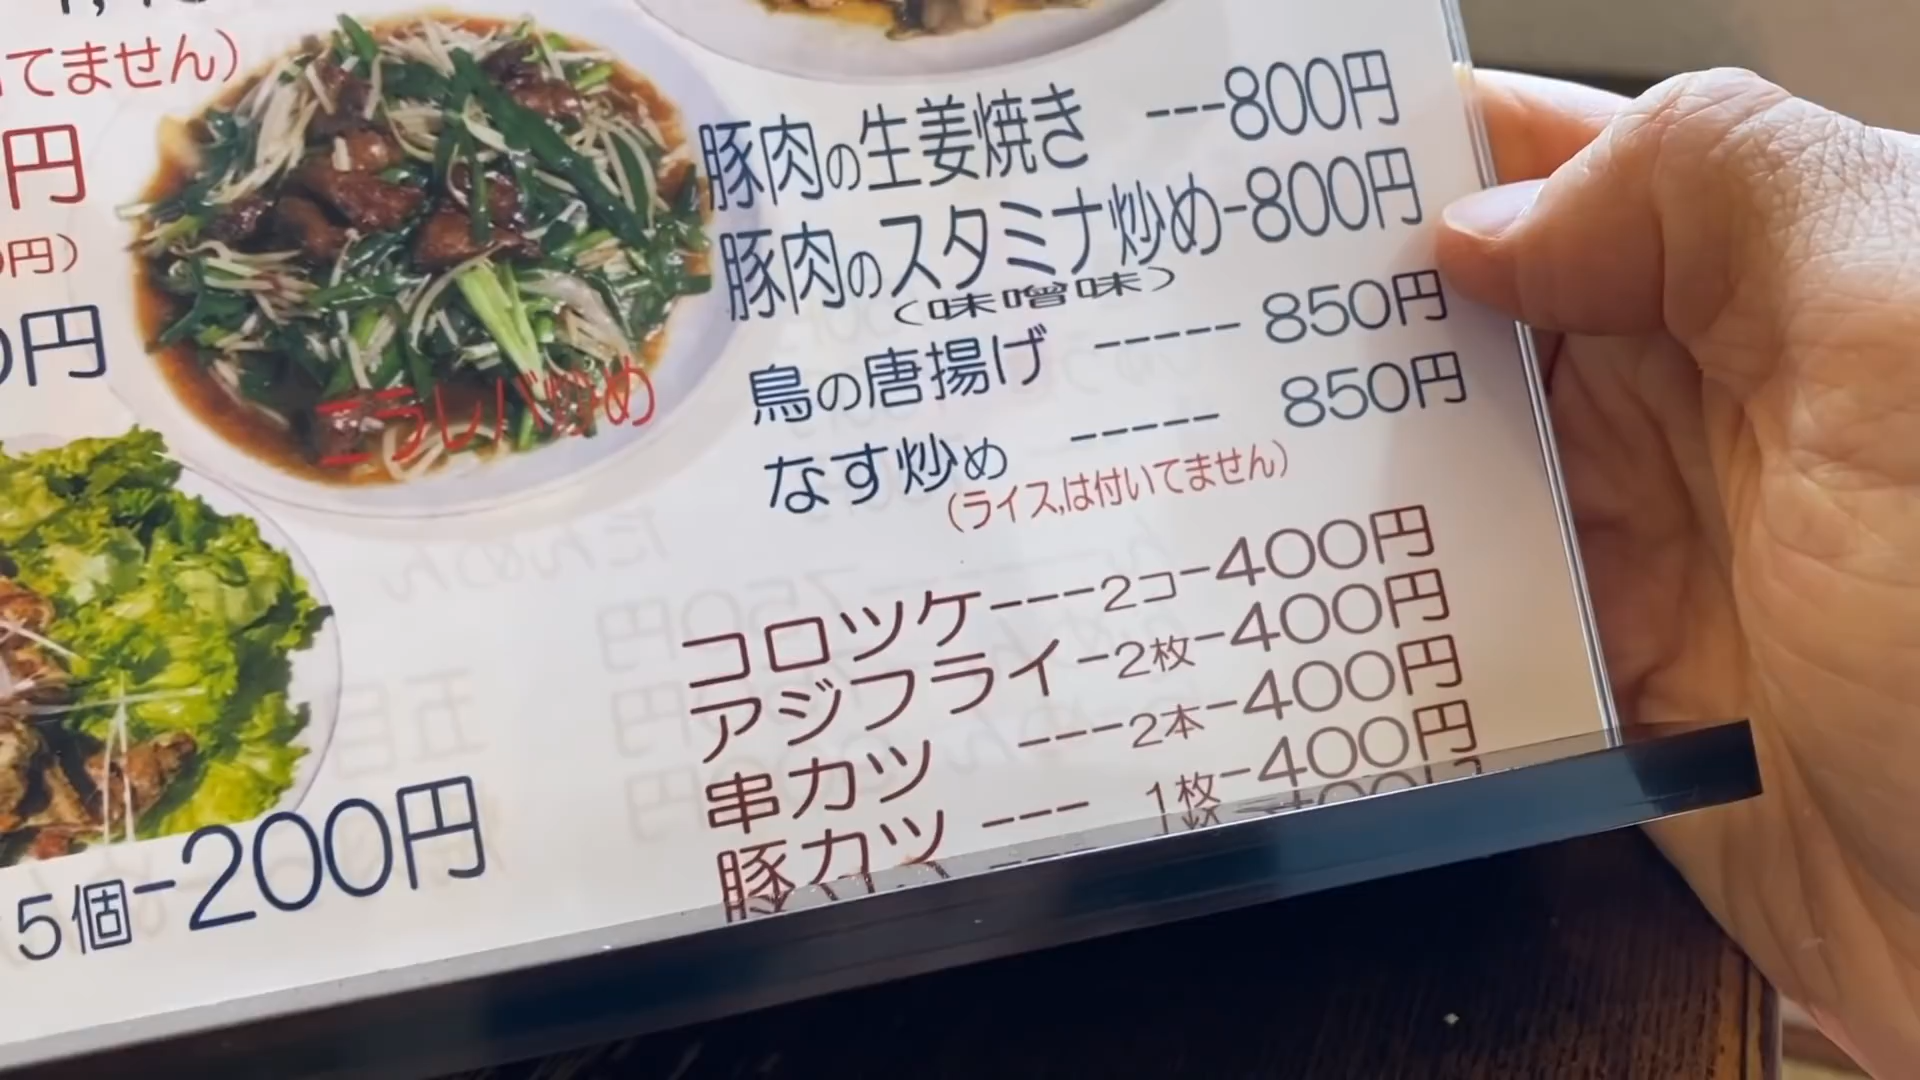 てません)
円
円)
円
ニラレバ炒め
5個-200円
豚肉の生姜焼き ---800円
豚肉のスタミナ炒め-800円
(味噌味)
鳥の唐揚げ ----- 850円
なす炒め ----- 850円
(ライスは付いてません)
コロツケ---2コ-400円
アジフライ-2枚-400円
串カツ ---2本-400円
豚カツ --- 1枚-400円